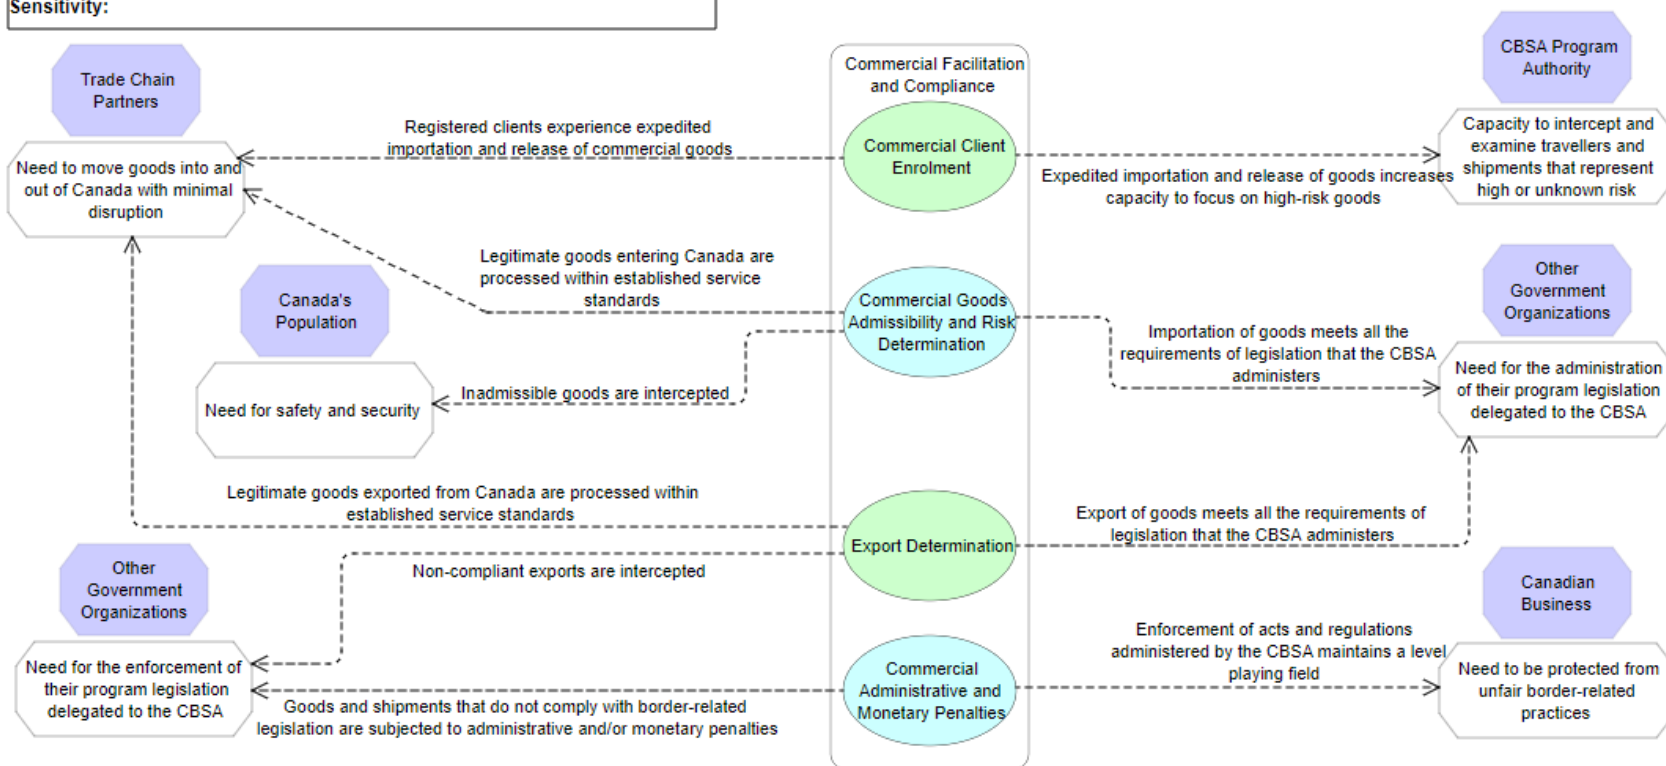 Sensitivity:
Trade Chain
Partners
Need to move goods into and
out of Canada with minimal
disruption
Registered clients experience expedited
importation and release of commercial goods
Commercial Facilitation
and Compliance
Commercial Client
Enrolment
CBSA Program
Authority
Capacity to intercept and
examine travellers and
shipments that represent
high or unknown risk
Expedited importation and release of goods increases
capacity to focus on high-risk goods
Legitimate goods entering Canada are
processed within established service
standards
Canada's
Population
Need for safety and security
Inadmissible goods are intercepted
Commercial Goods
Admissibility and Risk
Determination
Importation of goods meets all the
requirements of legislation that the CBSA
administers
Other
Government
Organizations
Need for the administration
of their program legislation
delegated to the CBSA
Legitimate goods exported from Canada are processed within
established service standards
Non-compliant exports are intercepted
Export Determination
Export of goods meets all the requirements of
legislation that the CBSA administers
Other
Government
Organizations
Need for the enforcement of
their program legislation
delegated to the CBSA
Goods and shipments that do not comply with border-related
legislation are subjected to administrative and/or monetary penalties
Commercial
Administrative and
Monetary Penalties
Enforcement of acts and regulations
administered by the CBSA maintains a level
playing field
Canadian
Business
Need to be protected from
unfair border-related
practices